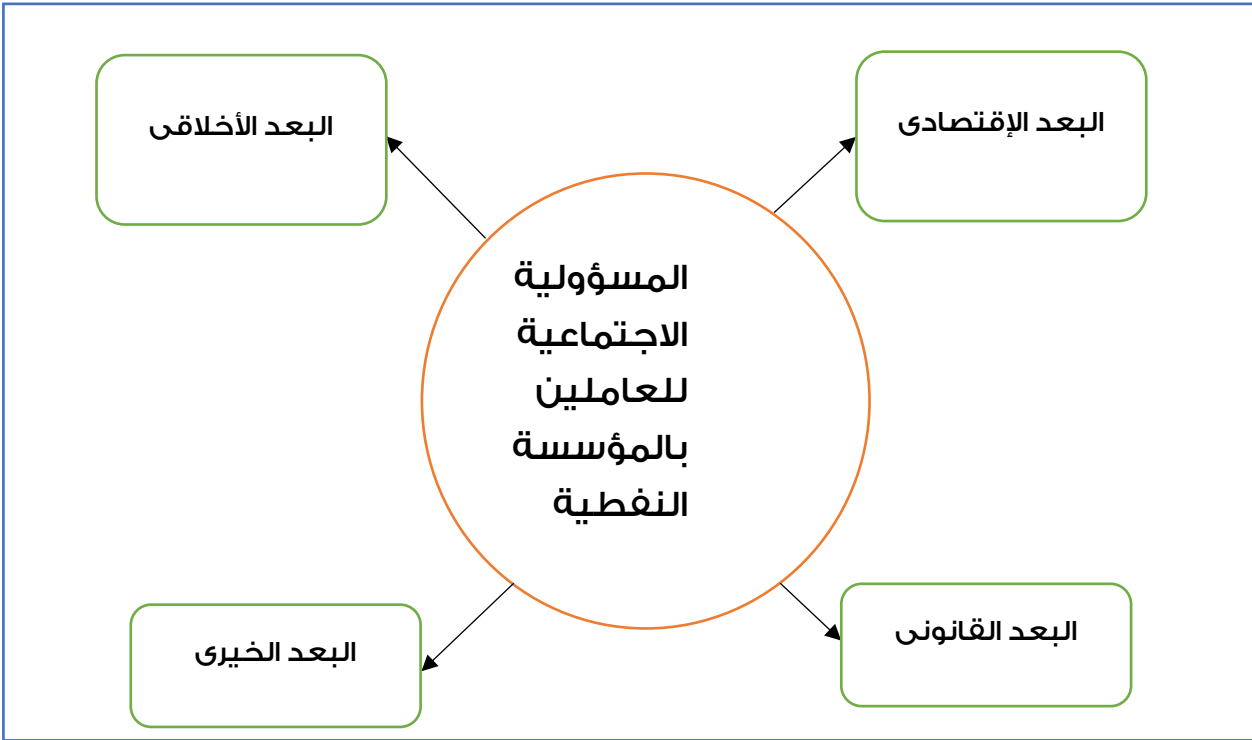 البعد الإقتصادى
البعد الأخلاقى
المسؤولية
الاجتماعية
للعاملين
بالمؤسسة
النفطية
البعد القانونى
البعد الخيرى